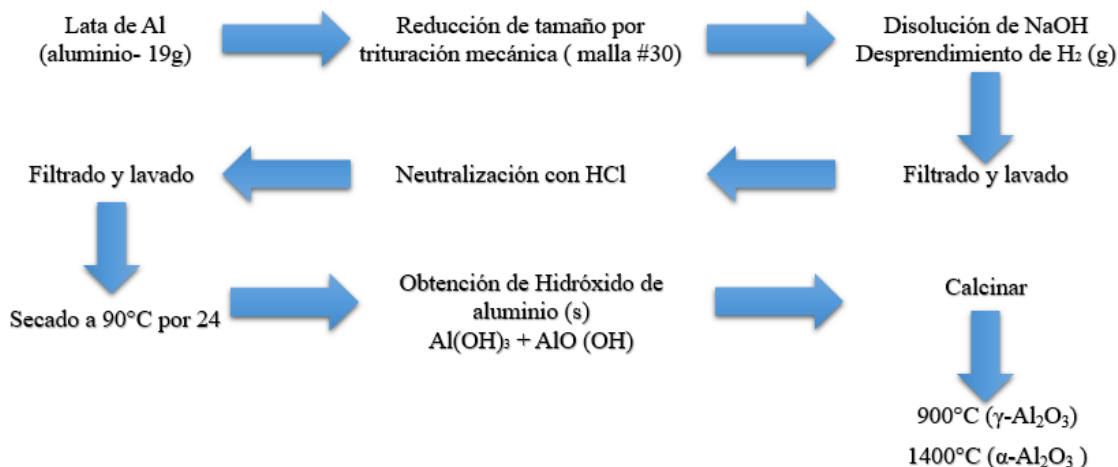 Lata de Al
(aluminio- 19g)
Reducción de tamaño por
trituración mecánica ( malla #30)
Disolución de NaOH
Desprendimiento de H₂ (g)
Filtrado y lavado
Neutralización con HCl
Filtrado y lavado
Secado a 90°C por 24
Obtención de Hidróxido de
aluminio (s)
Al(OH)₃ + AlO (OH)
Calcinar
900°C (γ-Al₂O₃)
1400°C (α-Al₂O₃ )